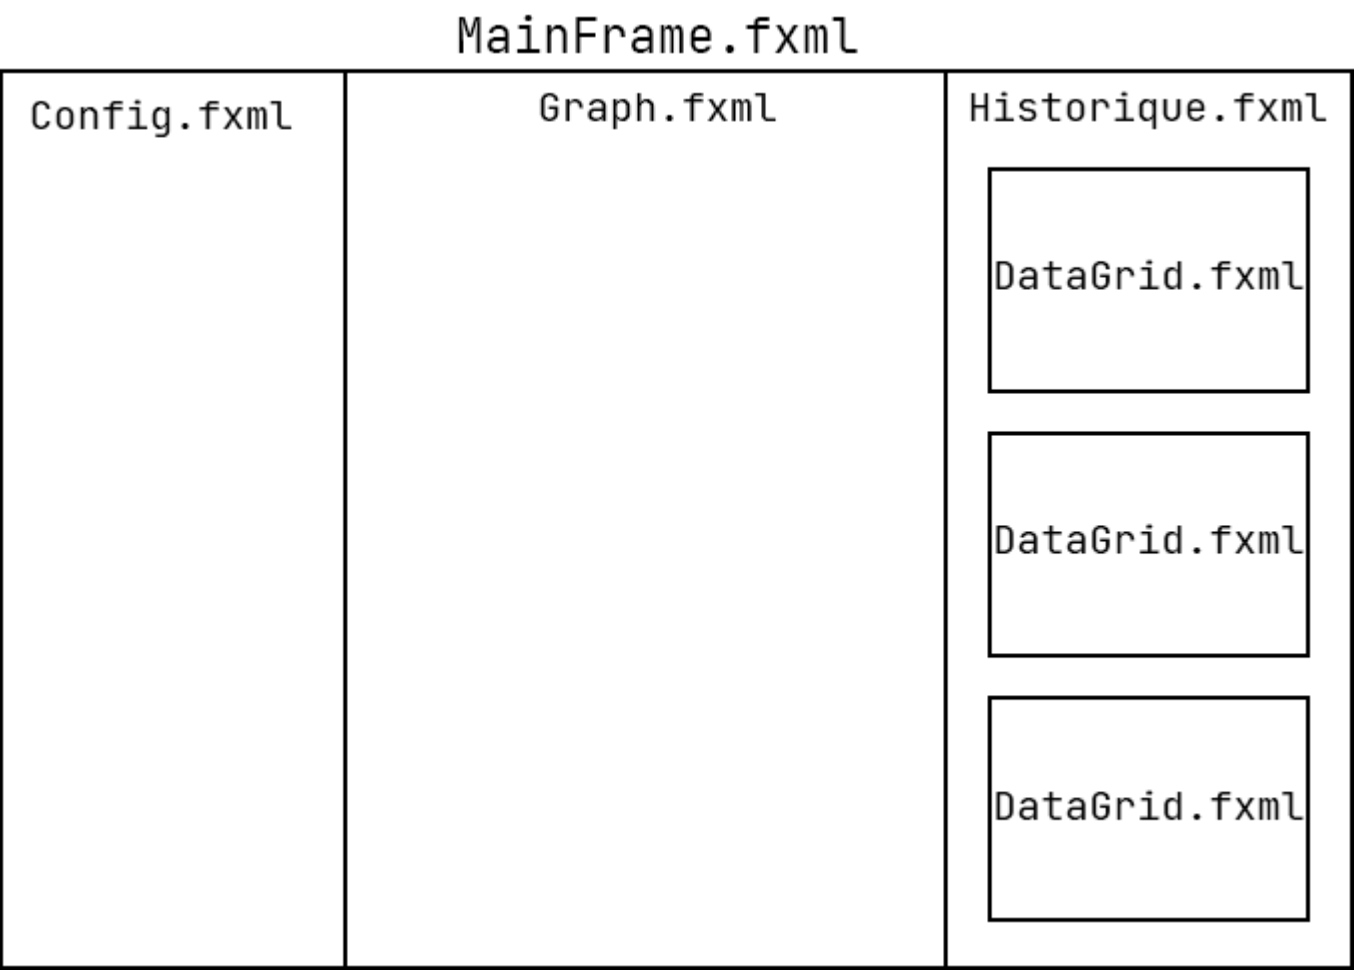 MainFrame.fxml
Config.fxml
Graph.fxml
Historique.fxml
DataGrid.fxml
DataGrid.fxml
DataGrid.fxml